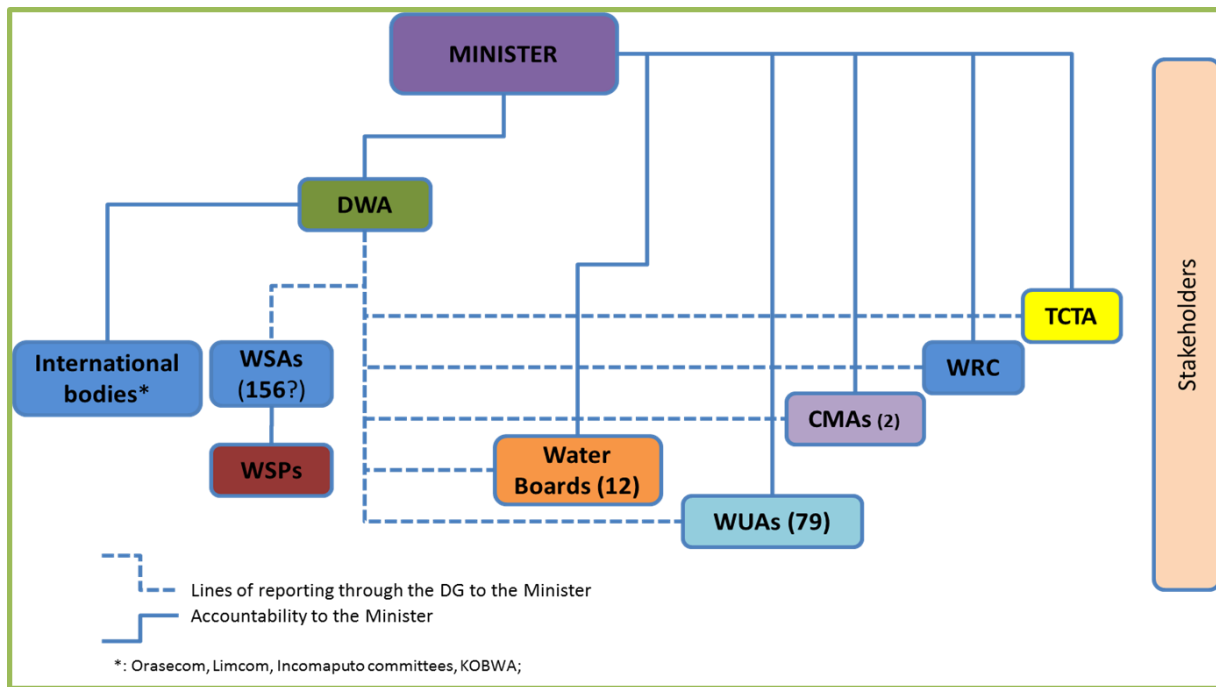 MINISTER
DWA
TCTA
International
bodies*
WSAs
(156?)
WRC
CMAs (2)
WSPs
Water
Boards (12)
WUAs (79)
Stakeholders
Lines of reporting through the DG to the Minister
Accountability to the Minister
*: Orasecom, Limcom, Incomaputo committees, KOBWA;